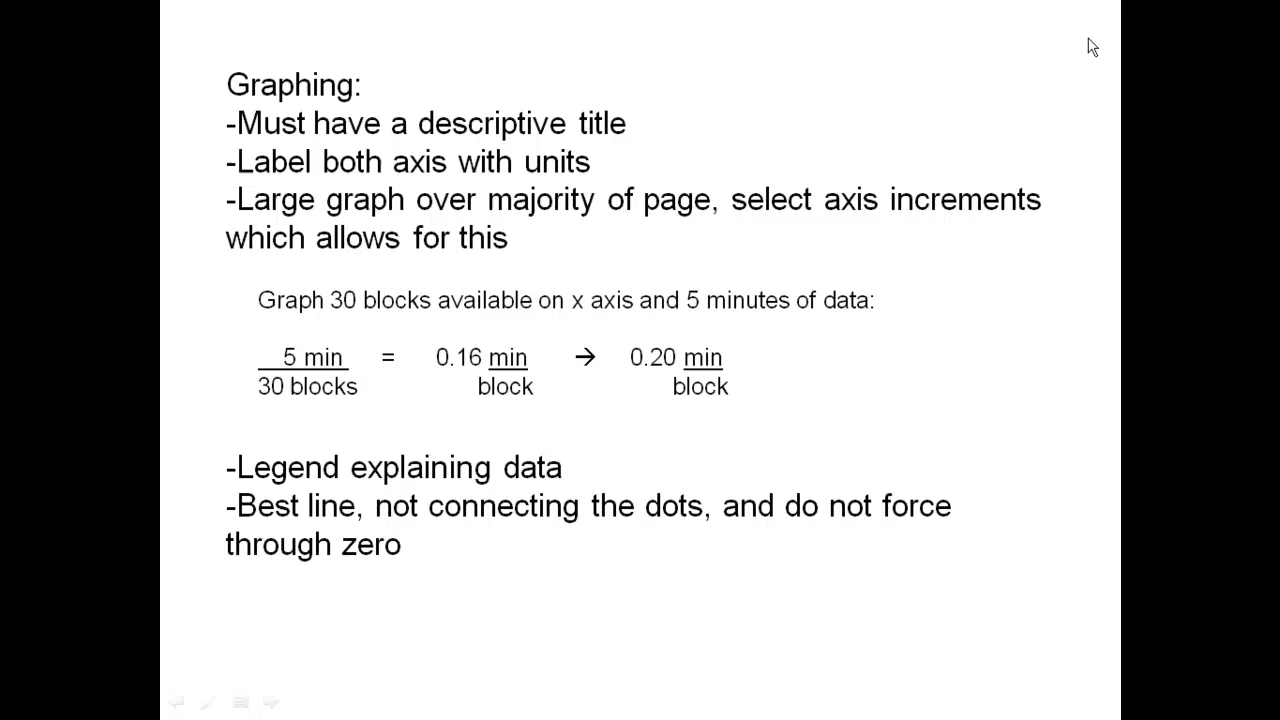 Graphing:
-Must have a descriptive title
-Label both axis with units
-Large graph over majority of page, select axis increments
which allows for this
Graph 30 blocks available on x axis and 5 minutes of data:
5 min = 0.16 min → 0.20 min
30 blocks block block
-Legend explaining data
-Best line, not connecting the dots, and do not force
through zero